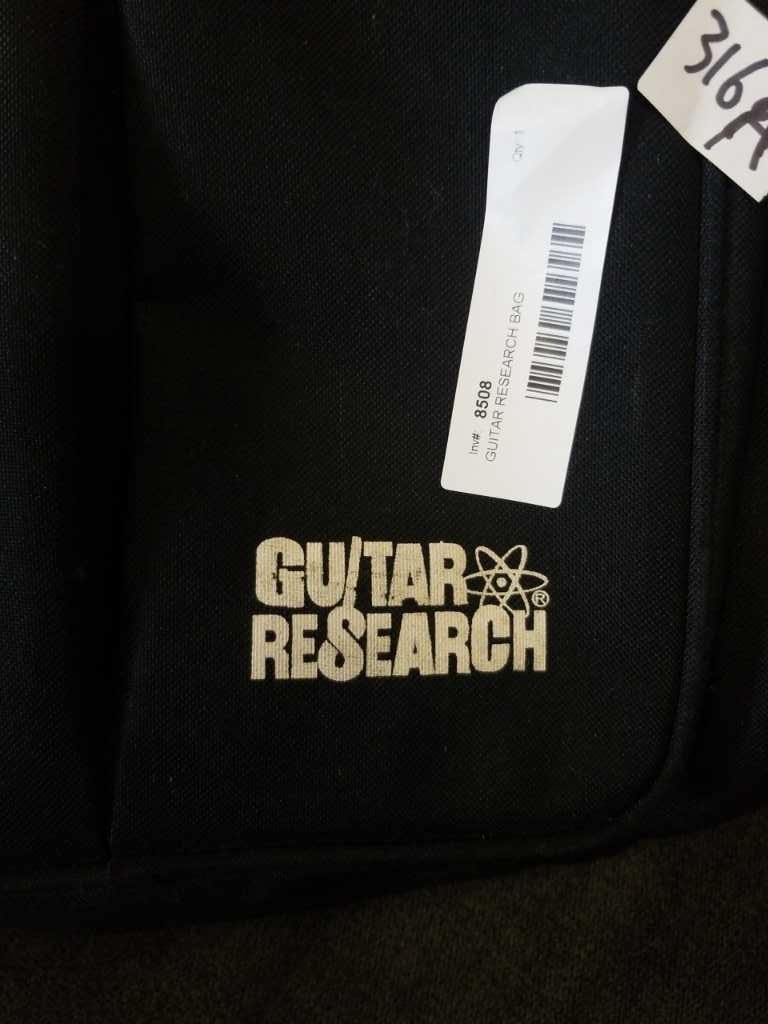 316A
Qty: 1
Inv#: 8508
GUITAR RESEARCH BAG
GUITAR
RESEARCH
®